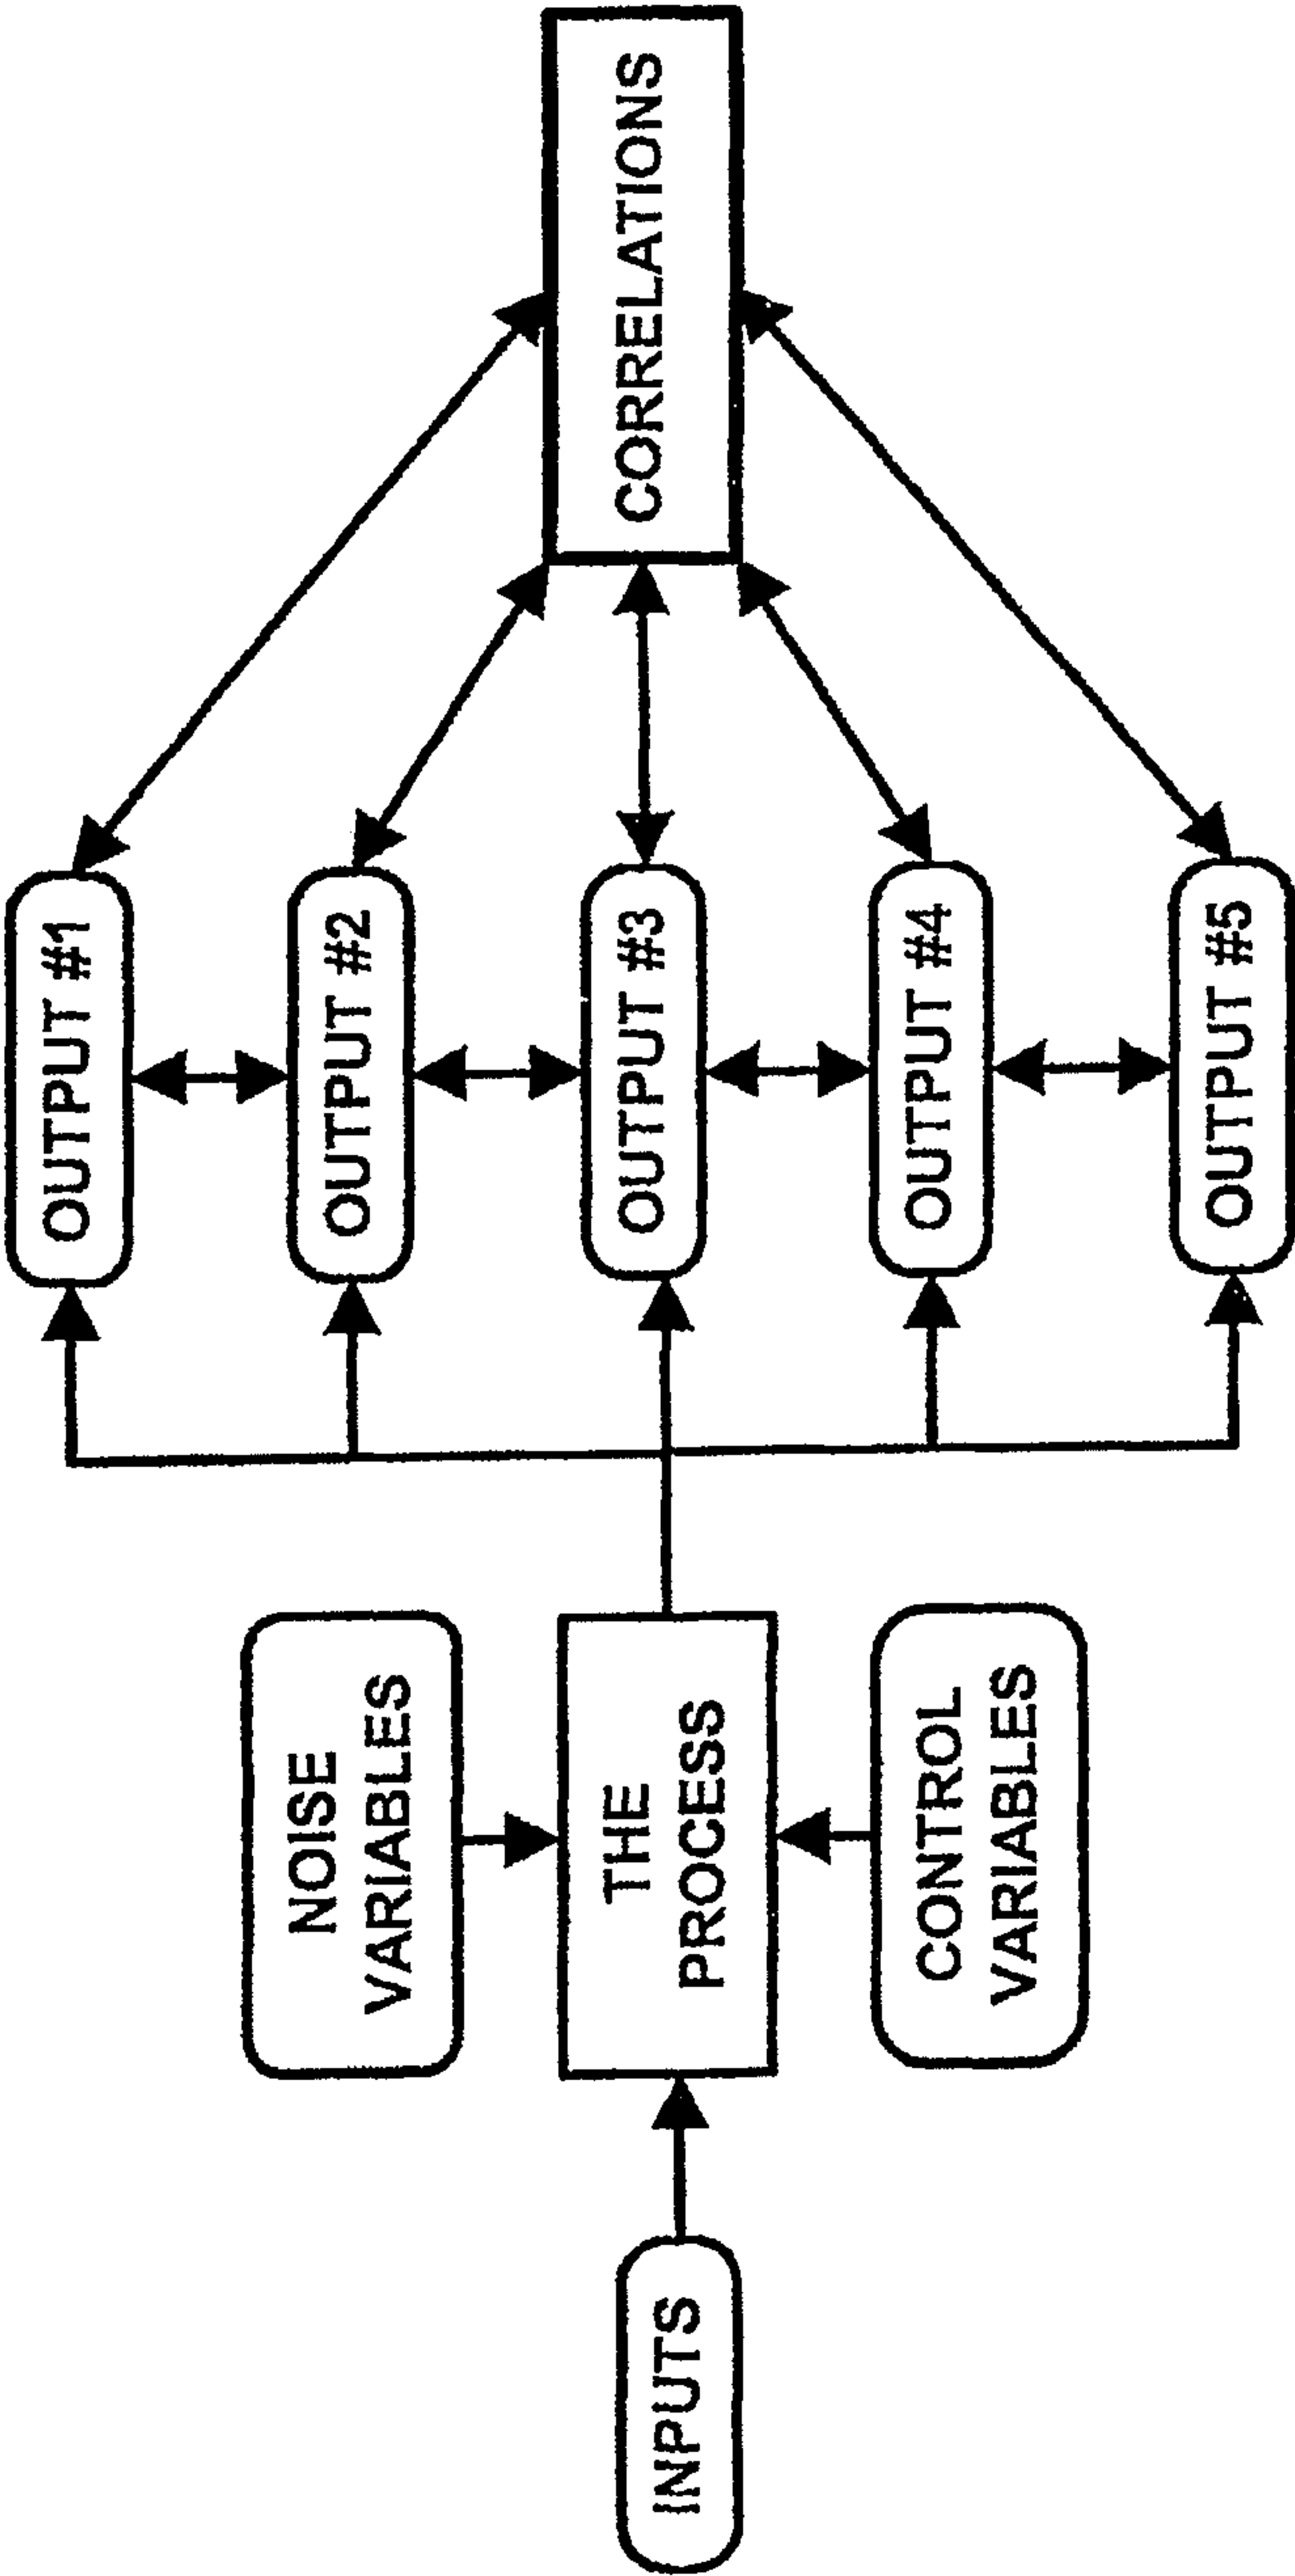 INPUTS
NOISE
VARIABLES
THE
PROCESS
CONTROL
VARIABLES
OUTPUT #1
OUTPUT #2
OUTPUT #3
OUTPUT #4
OUTPUT #5
CORRELATIONS